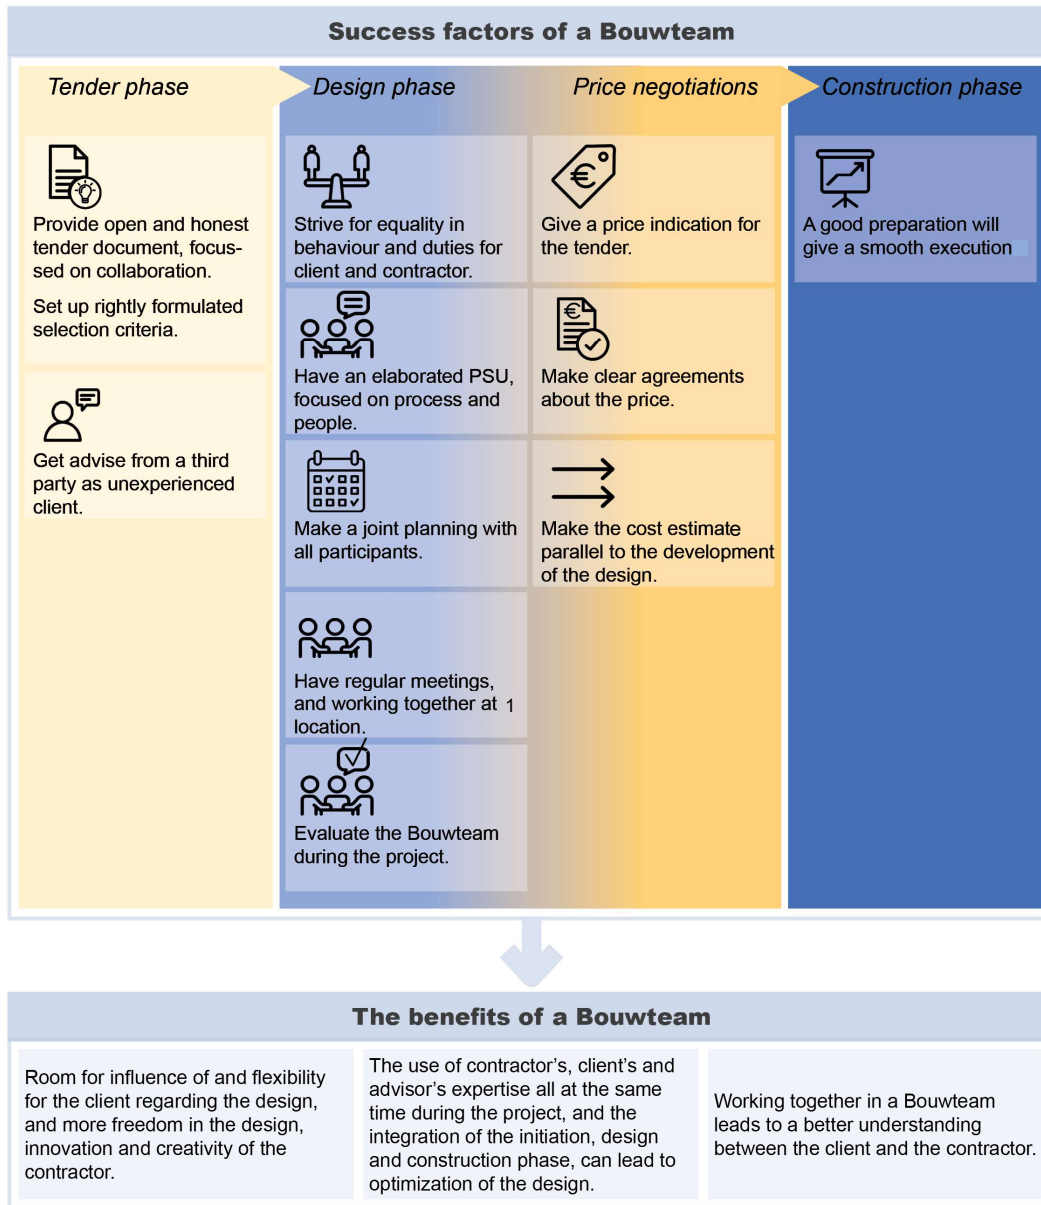 Success factors of a Bouwteam
Tender phase
Design phase
Price negotiations
Construction phase
Provide open and honest
tender document, focus-
sed on collaboration.
Set up rightly formulated
selection criteria.
Get advise from a third
party as unexperienced
client.
Strive for equality in
behaviour and duties for
client and contractor.
Have an elaborated PSU,
focused on process and
people.
Make a joint planning with
all participants.
Have regular meetings,
and working together at 1
location.
Evaluate the Bouwteam
during the project.
€
Give a price indication for
the tender.
€
Make clear agreements
about the price.
Make the cost estimate
parallel to the development
of the design.
A good preparation will
give a smooth execution
The benefits of a Bouwteam
Room for influence of and flexibility
for the client regarding the design,
and more freedom in the design,
innovation and creativity of the
contractor.
The use of contractor’s, client’s and
advisor’s expertise all at the same
time during the project, and the
integration of the initiation, design
and construction phase, can lead to
optimization of the design.
Working together in a Bouwteam
leads to a better understanding
between the client and the contractor.